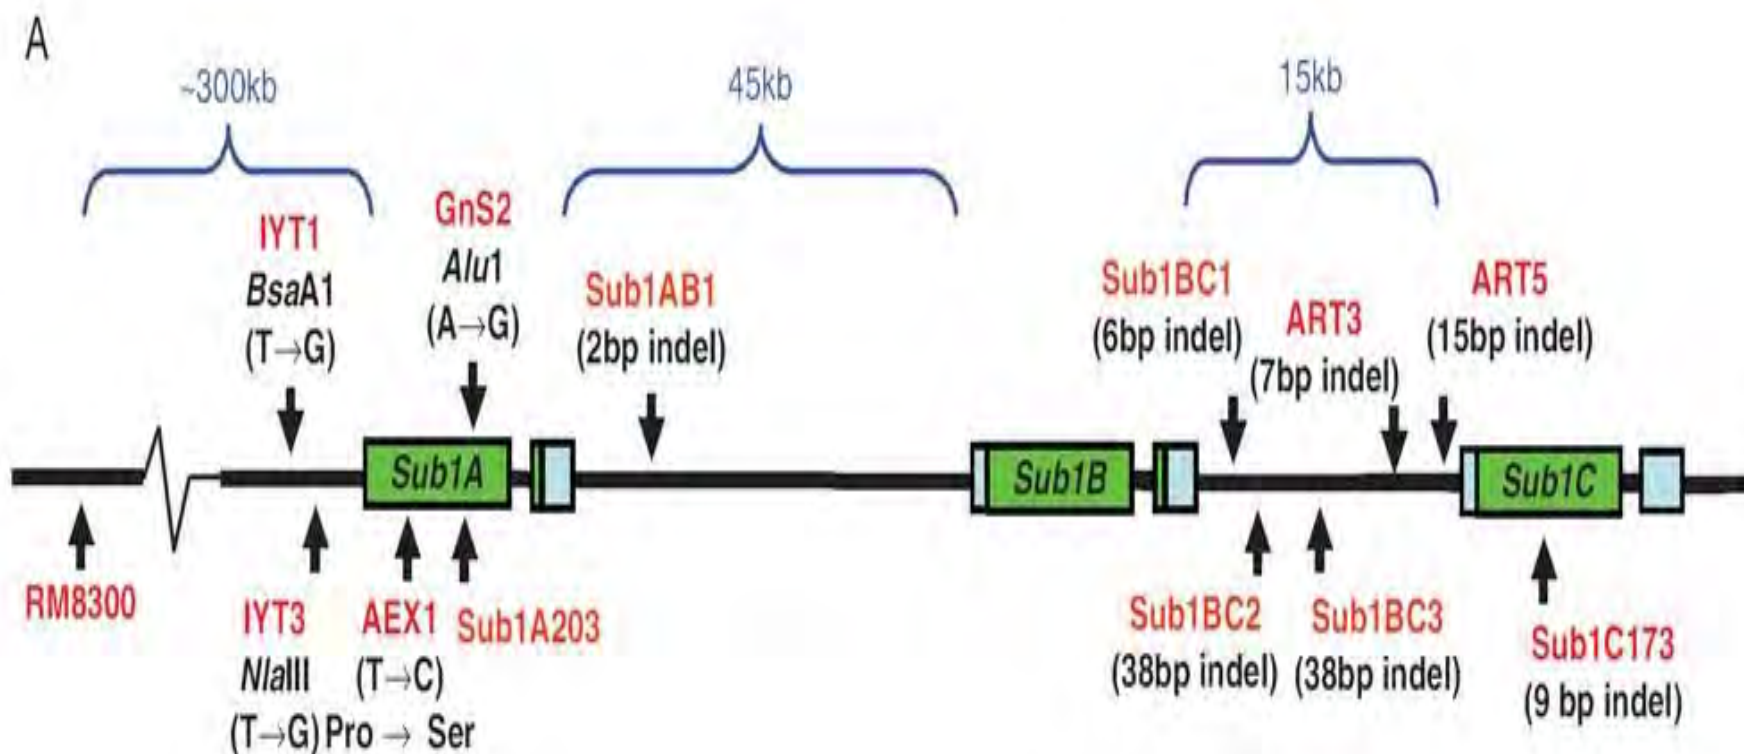 A
~300kb
45kb
15kb
IYT1
BsaA1
(T→G)
GnS2
Alu1
(A→G)
Sub1AB1
(2bp indel)
Sub1BC1
(6bp indel)
ART3
(7bp indel)
ART5
(15bp indel)
Sub1A
Sub1B
Sub1C
RM8300
IYT3
NlaIII
(T→G)
AEX1
(T→C)
Pro → Ser
Sub1A203
Sub1BC2
(38bp indel)
Sub1BC3
(38bp indel)
Sub1C173
(9 bp indel)